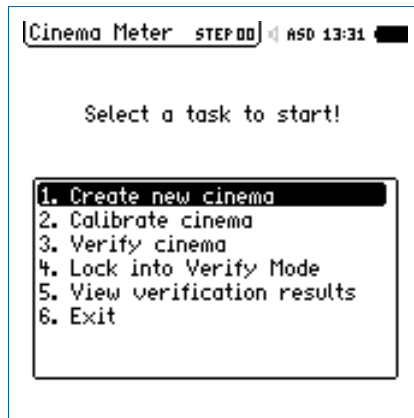 Cinema Meter STEP 00 ASD 13:31
Select a task to start!
1. Create new cinema
2. Calibrate cinema
3. Verify cinema
4. Lock into Verify Mode
5. View verification results
6. Exit